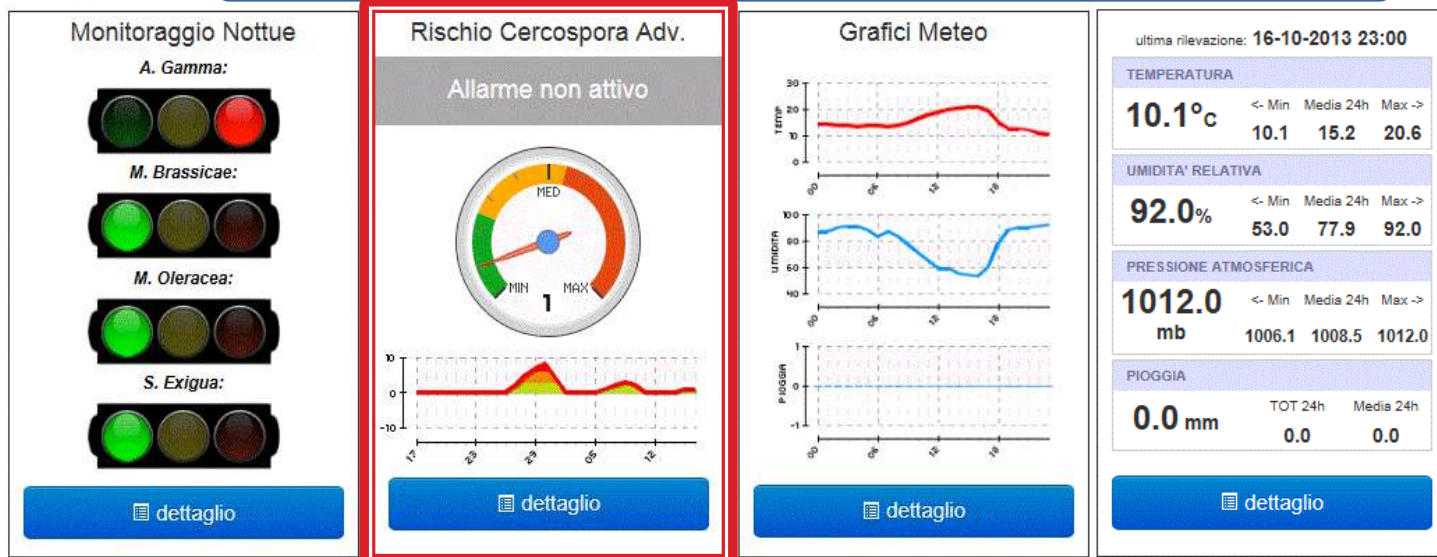 Monitoraggio Nottue
A. Gamma:
M. Brassicae:
M. Oleracea:
S. Exigua:
dettaglio
Rischio Cercospora Adv.
Allarme non attivo
MED
MIN MAX
1
10
0
-10
17 23 29 05 12
dettaglio
Grafici Meteo
TEMP
30
20
10
0
00 06 12 18
UMIDITA
100
80
60
40
00 06 12 18
PIOGGIA
1
0
-1
00 06 12 18
dettaglio
ultima rilevazione: 16-10-2013 23:00
TEMPERATURA
<- Min Media 24h Max ->
10.1°c 10.1 15.2 20.6
UMIDITA' RELATIVA
<- Min Media 24h Max ->
92.0% 53.0 77.9 92.0
PRESSIONE ATMOSFERICA
1012.0 <- Min Media 24h Max ->
mb 1006.1 1008.5 1012.0
PIOGGIA
TOT 24h Media 24h
0.0 mm 0.0 0.0
dettaglio